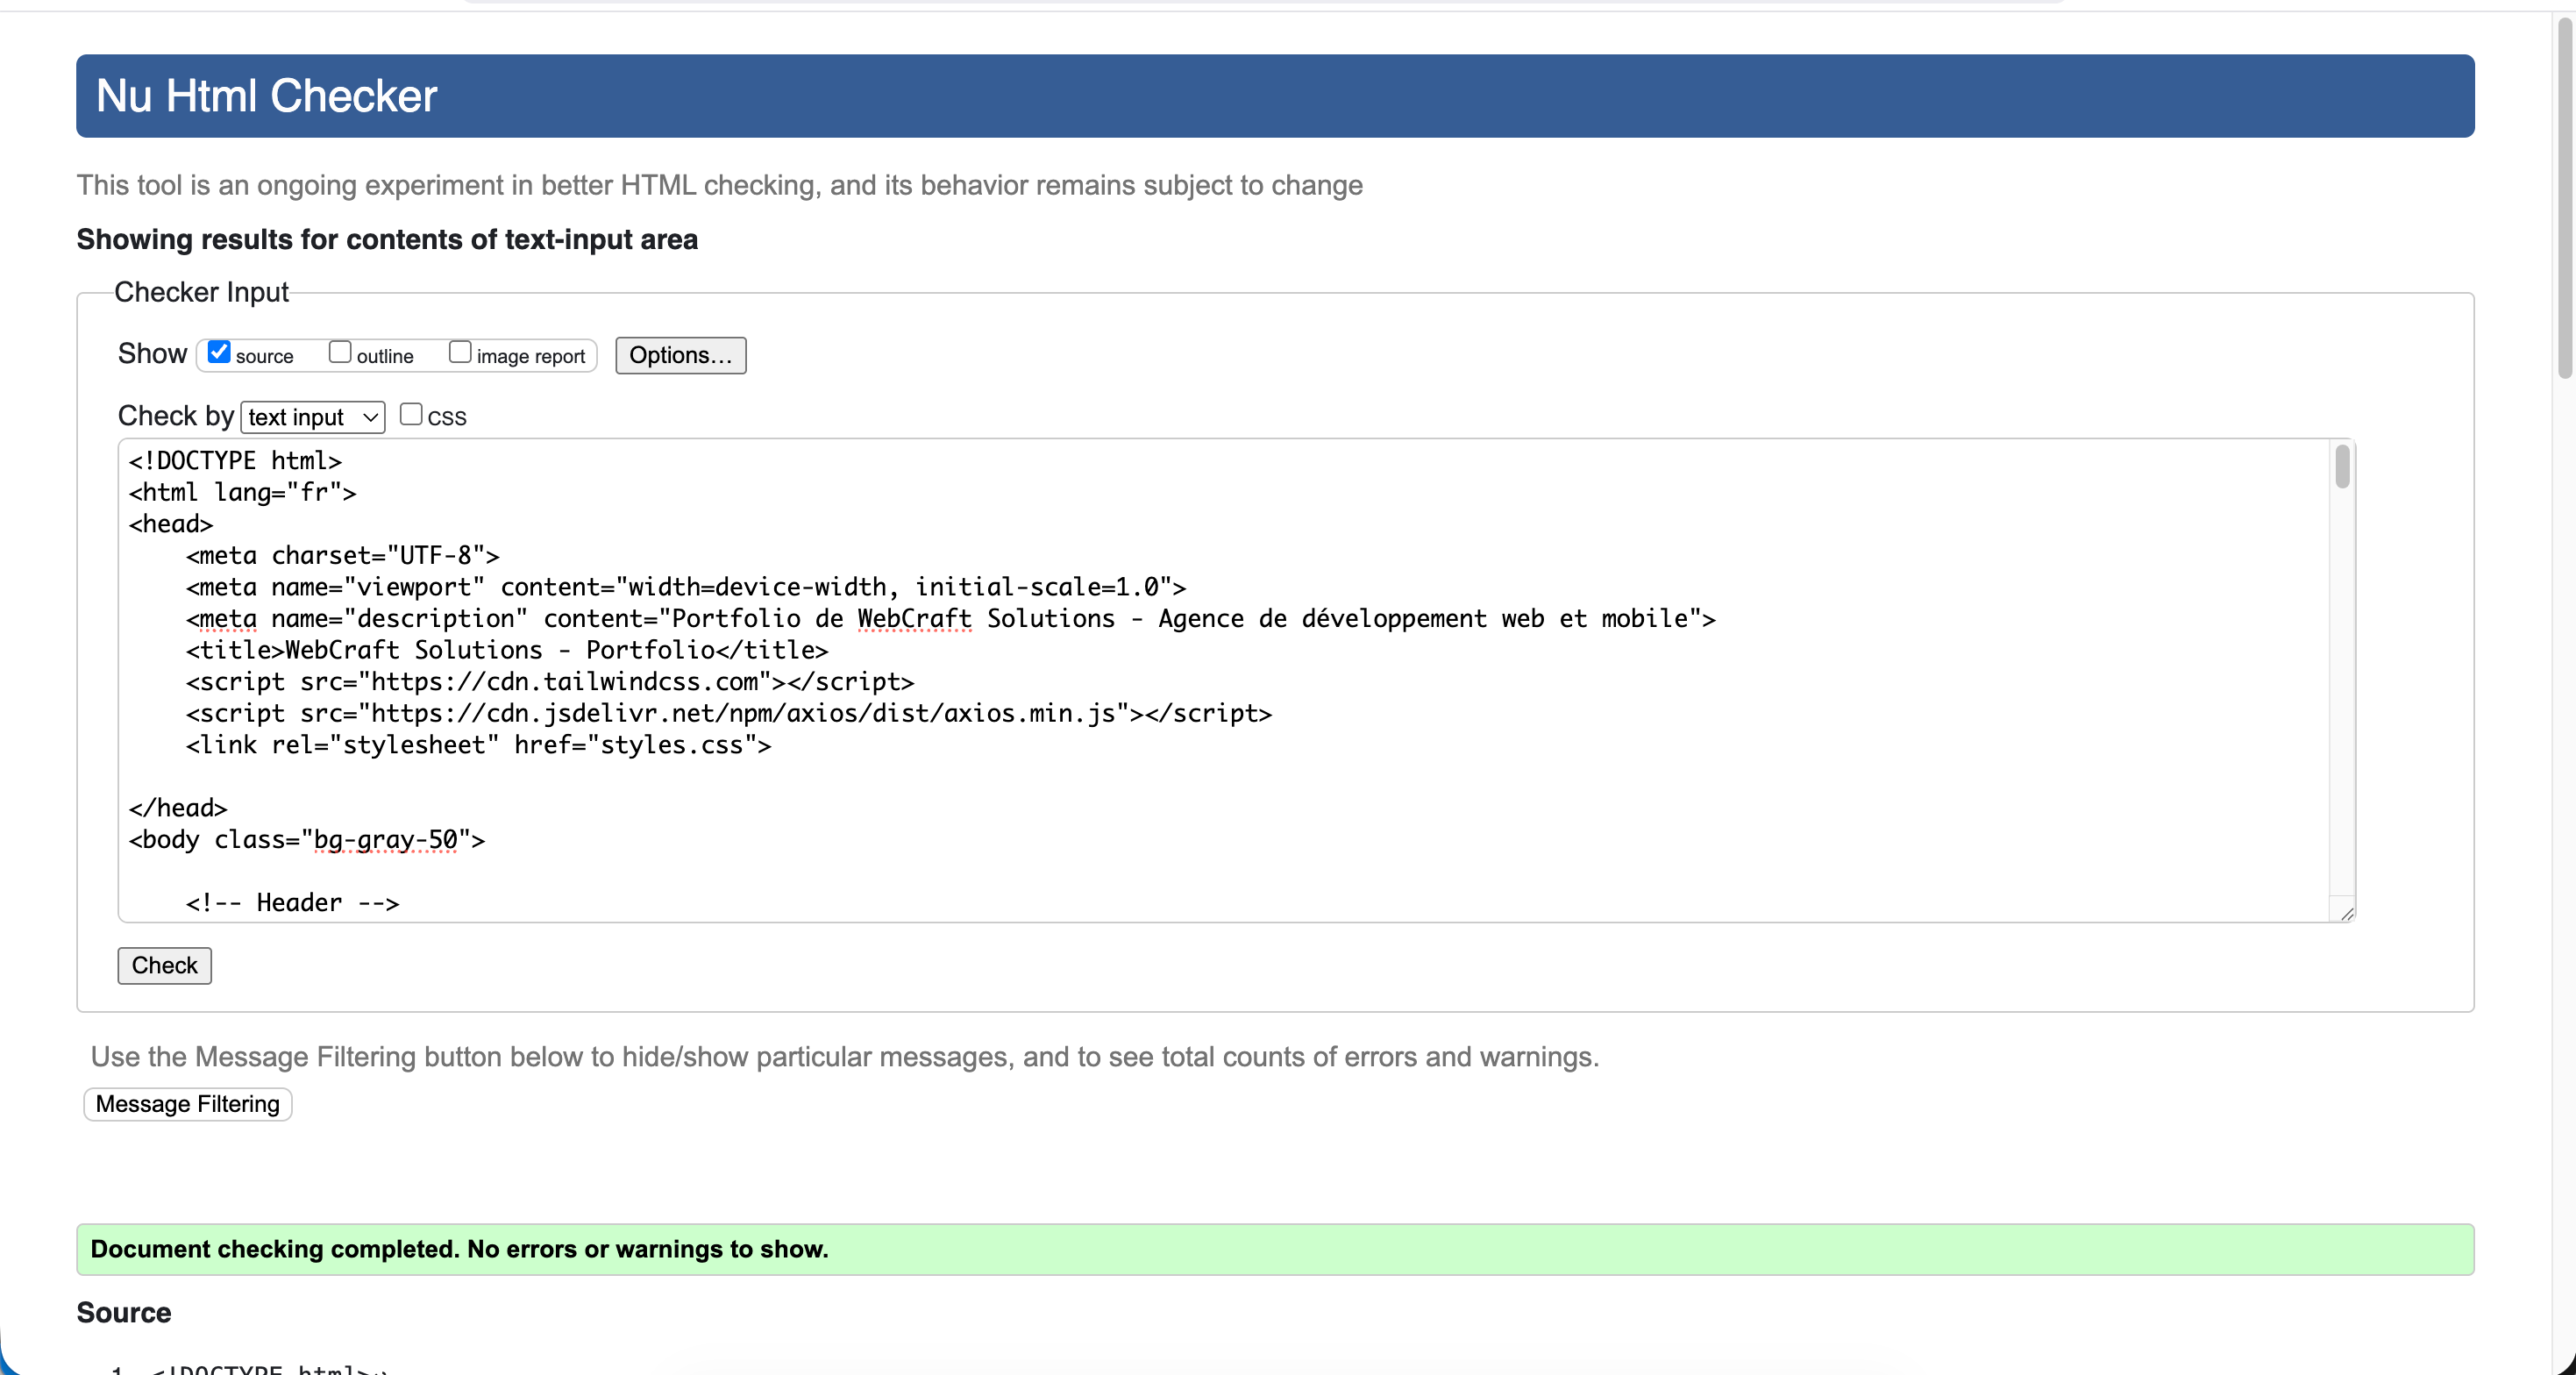 Nu Html Checker
This tool is an ongoing experiment in better HTML checking, and its behavior remains subject to change
Showing results for contents of text-input area
Checker Input
Show source outline image report Options...
Check by text input CSS
<!DOCTYPE html>
<html lang="fr">
<head>
    <meta charset="UTF-8">
    <meta name="viewport" content="width=device-width, initial-scale=1.0">
    <meta name="description" content="Portfolio de WebCraft Solutions - Agence de développement web et mobile">
    <title>WebCraft Solutions - Portfolio</title>
    <script src="https://cdn.tailwindcss.com"></script>
    <script src="https://cdn.jsdelivr.net/npm/axios/dist/axios.min.js"></script>
    <link rel="stylesheet" href="styles.css">
</head>
<body class="bg-gray-50">
    <!-- Header -->
Check
Use the Message Filtering button below to hide/show particular messages, and to see total counts of errors and warnings.
Message Filtering
Document checking completed. No errors or warnings to show.
Source
1. <!DOCTYPE html>↩